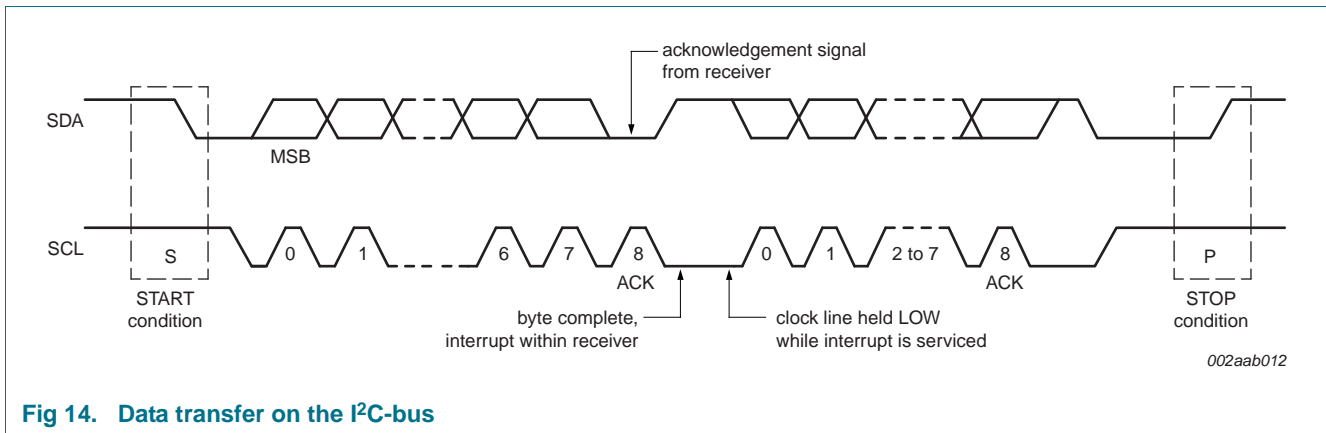 acknowledgement signal
from receiver
SDA
MSB
SCL
S
0
1
6
7
8
0
1
2 to 7
8
P
ACK
ACK
START
condition
byte complete,
interrupt within receiver
clock line held LOW
while interrupt is serviced
STOP
condition
002aab012
Fig 14. Data transfer on the I²C-bus